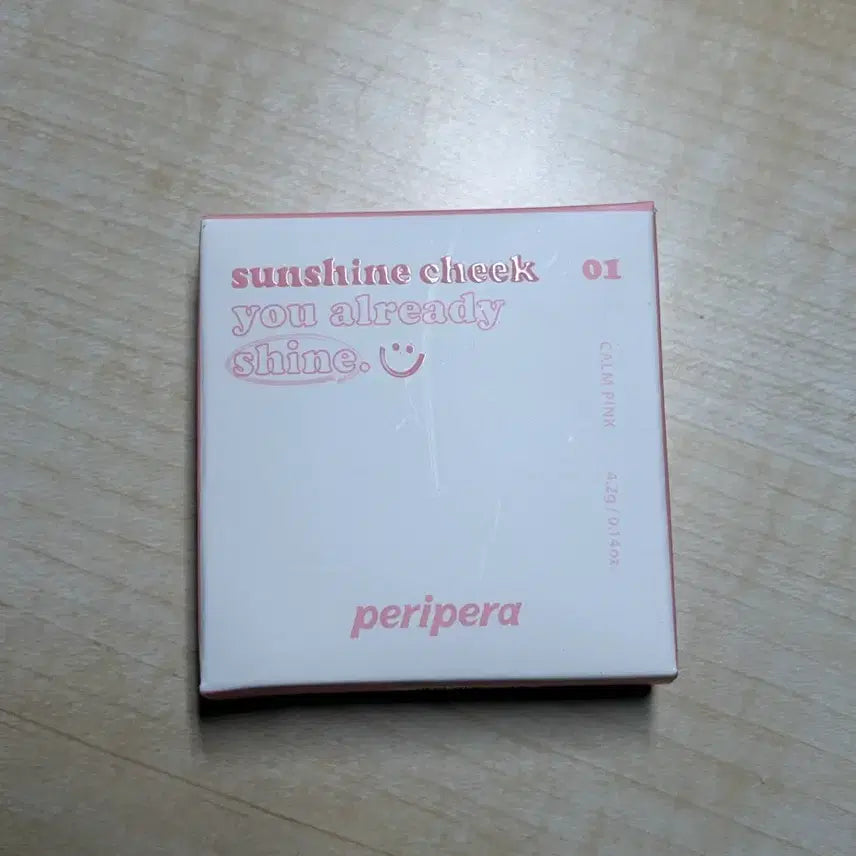 sunshine cheek 01
you already
shine.
CALM PINK 4.2g / 0.14oz.
peripera